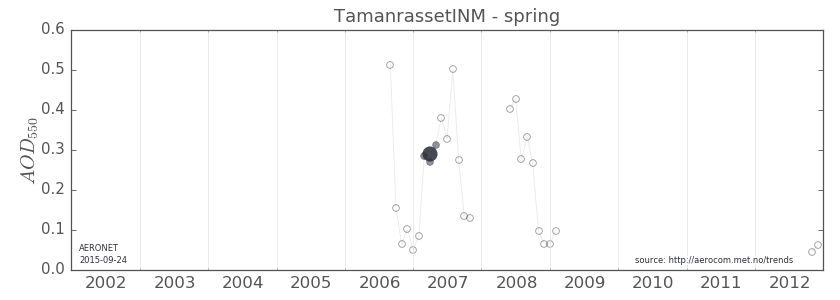 TamanrassetINM - spring
0.6
0.5
0.4
0.3
0.2
0.1
0.0
AOD550
AERONET
2015-09-24
source: http://aerocom.met.no/trends
2002 2003 2004 2005 2006 2007 2008 2009 2010 2011 2012